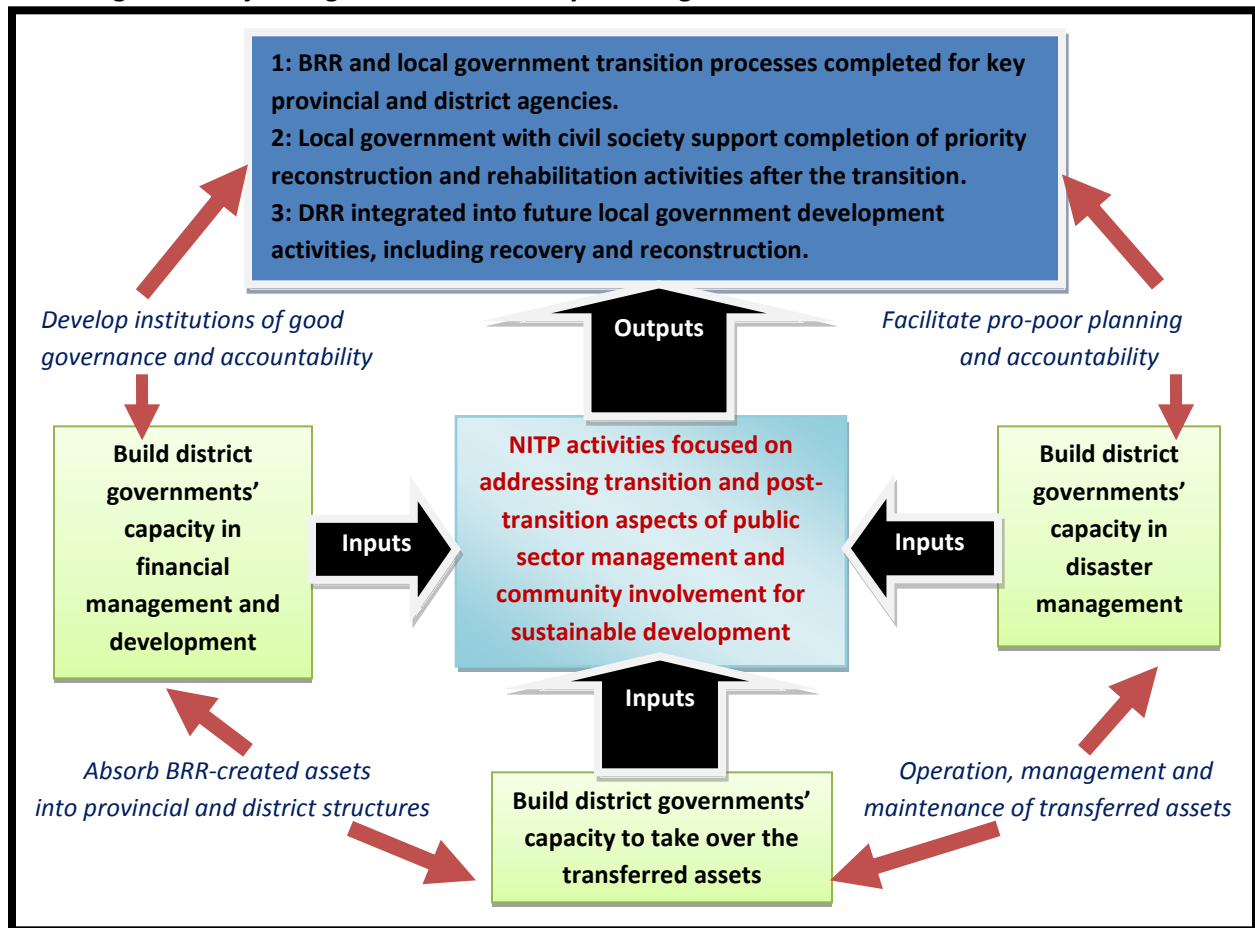 1: BRR and local government transition processes completed for key
provincial and district agencies.
2: Local government with civil society support completion of priority
reconstruction and rehabilitation activities after the transition.
3: DRR integrated into future local government development
activities, including recovery and reconstruction.
Develop institutions of good
governance and accountability
Outputs
Facilitate pro-poor planning
and accountability
Build district
governments'
capacity in
financial
management and
development
Inputs
NITP activities focused on
addressing transition and post-
transition aspects of public
sector management and
community involvement for
sustainable development
Inputs
Build district
governments'
capacity in
disaster
management
Inputs
Absorb BRR-created assets
into provincial and district structures
Build district governments'
capacity to take over the
transferred assets
Operation, management and
maintenance of transferred assets